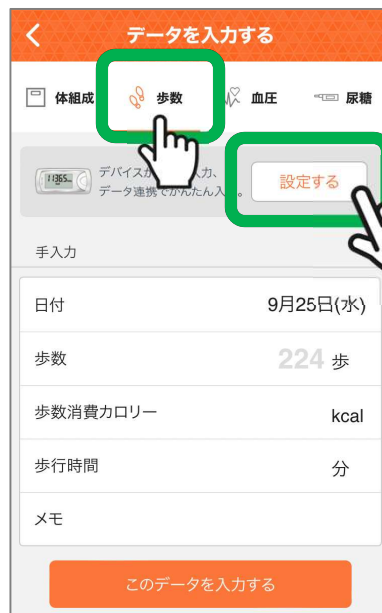 データを入力する
体組成 歩数 血圧 尿糖
デバイスか 入力、
データ連携でかんたん入 。
設定する
手入力
日付 9月25日(水)
歩数 224 歩
歩数消費カロリー kcal
歩行時間 分
メモ
このデータを入力する